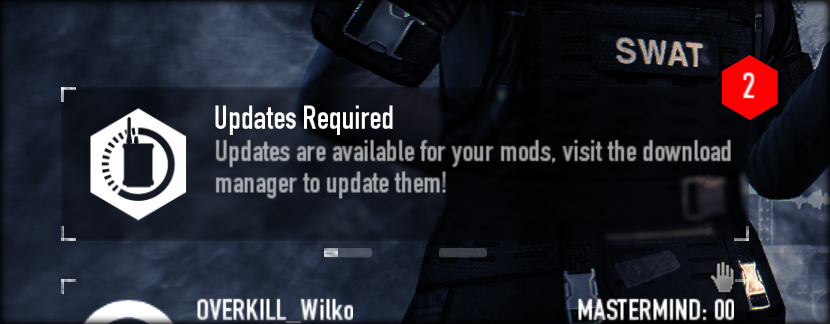 SWAT
2
Updates Required
Updates are available for your mods, visit the download
manager to update them!
OVERKILL_Wilko
MASTERMIND: 00